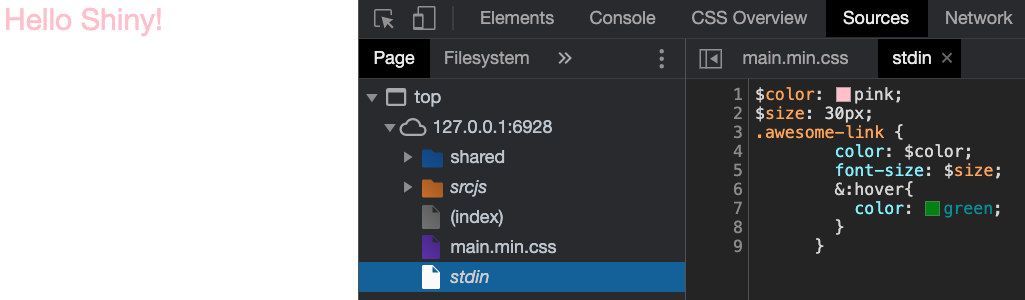 Hello Shiny!
Elements Console CSS Overview Sources Network
Page Filesystem »
main.min.css stdin ×
top
127.0.0.1:6928
shared
srcjs
(index)
main.min.css
stdin
1 $color: pink;
2 $size: 30px;
3 .awesome-link {
4 color: $color;
5 font-size: $size;
6 &:hover{
7 color: green;
8 }
9 }